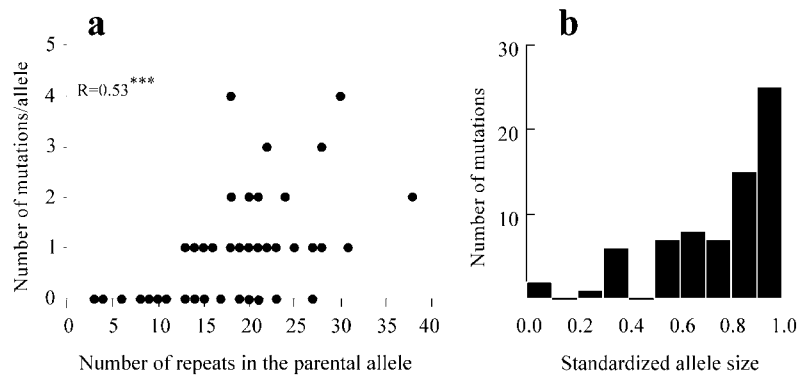 a
5
4
3
2
1
0
R=0.53***
Number of mutations/allele
0 5 10 15 20 25 30 35 40
Number of repeats in the parental allele
b
30
20
10
Number of mutations
0.0 0.2 0.4 0.6 0.8 1.0
Standardized allele size